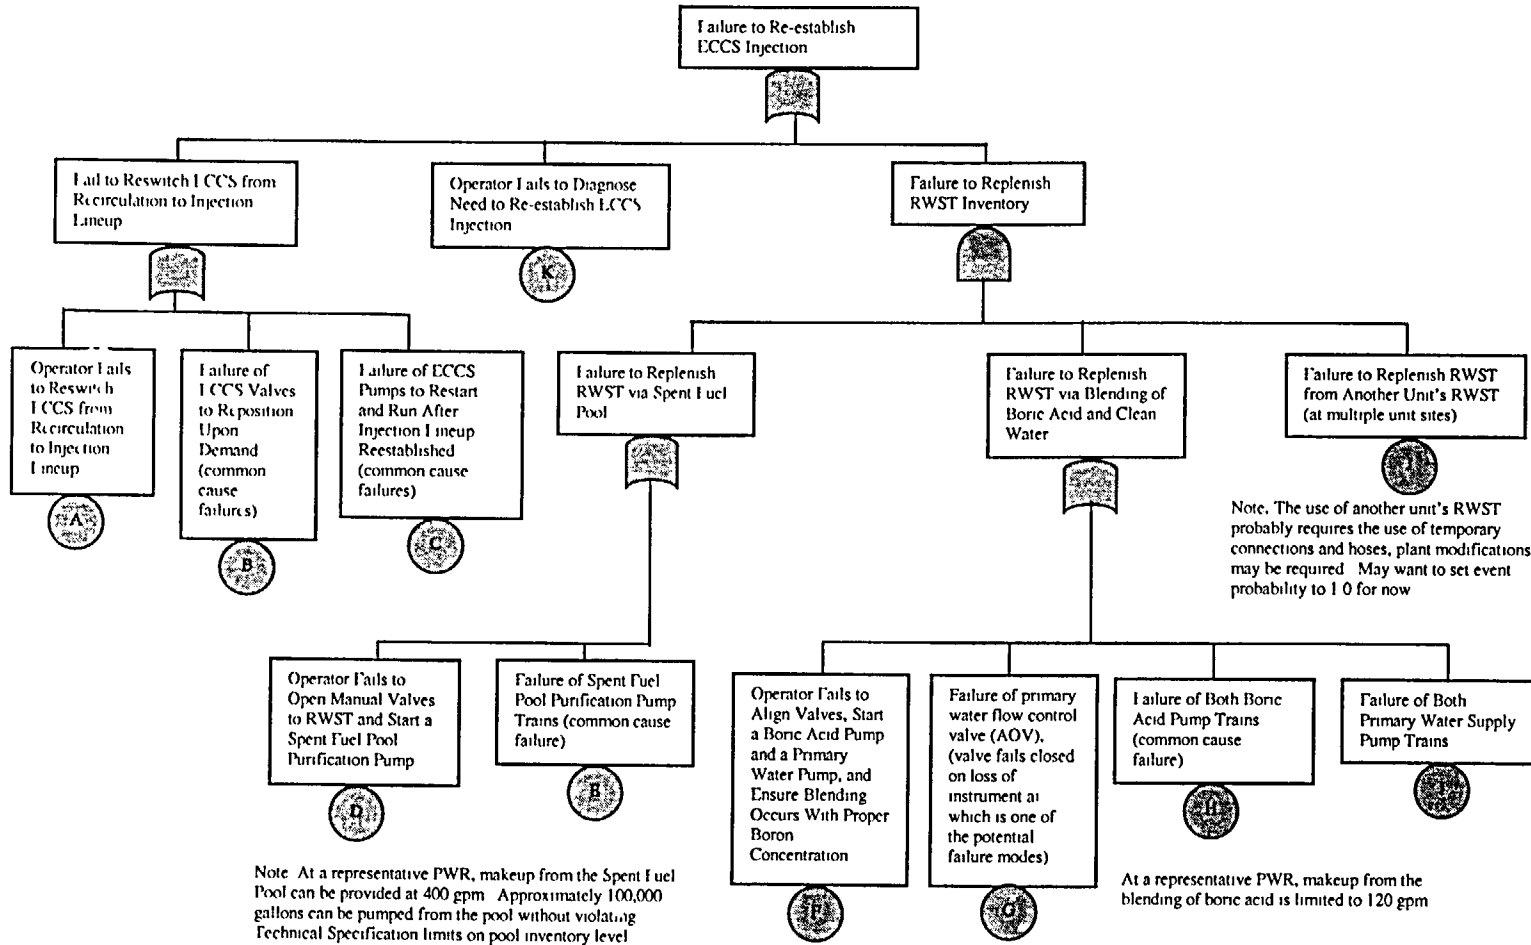 Failure to Re-establish
ECCS Injection
Fail to Reswitch ECCS from
Recirculation to Injection
Lineup
Operator Fails to Diagnose
Need to Re-establish ECCS
Injection
K
Failure to Replenish
RWST Inventory
Operator Fails
to Reswitch
ECCS from
Recirculation
to Injection
Lineup
A
Failure of
ECCS Valves
to Reposition
Upon
Demand
(common
cause
failures)
B
Failure of ECCS
Pumps to Restart
and Run After
Injection Lineup
Reestablished
(common cause
failures)
C
Failure to Replenish
RWST via Spent Fuel
Pool
Failure to Replenish
RWST via Blending of
Boric Acid and Clean
Water
Failure to Replenish RWST
from Another Unit's RWST
(at multiple unit sites)
Note. The use of another unit's RWST
probably requires the use of temporary
connections and hoses, plant modifications
may be required May want to set event
probability to 1 0 for now
Operator Fails to
Open Manual Valves
to RWST and Start a
Spent Fuel Pool
Purification Pump
D
Failure of Spent Fuel
Pool Purification Pump
Trains (common cause
failure)
E
Operator Fails to
Align Valves, Start
a Boric Acid Pump
and a Primary
Water Pump, and
Ensure Blending
Occurs With Proper
Boron
Concentration
F
Failure of primary
water flow control
valve (AOV),
(valve fails closed
on loss of
instrument ai
which is one of
the potential
failure modes)
G
Failure of Both Boric
Acid Pump Trains
(common cause
failure)
H
Failure of Both
Primary Water Supply
Pump Trains
Note At a representative PWR, makeup from the Spent Fuel
Pool can be provided at 400 gpm Approximately 100,000
gallons can be pumped from the pool without violating
Technical Specification limits on pool inventory level
At a representative PWR, makeup from the
blending of boric acid is limited to 120 gpm